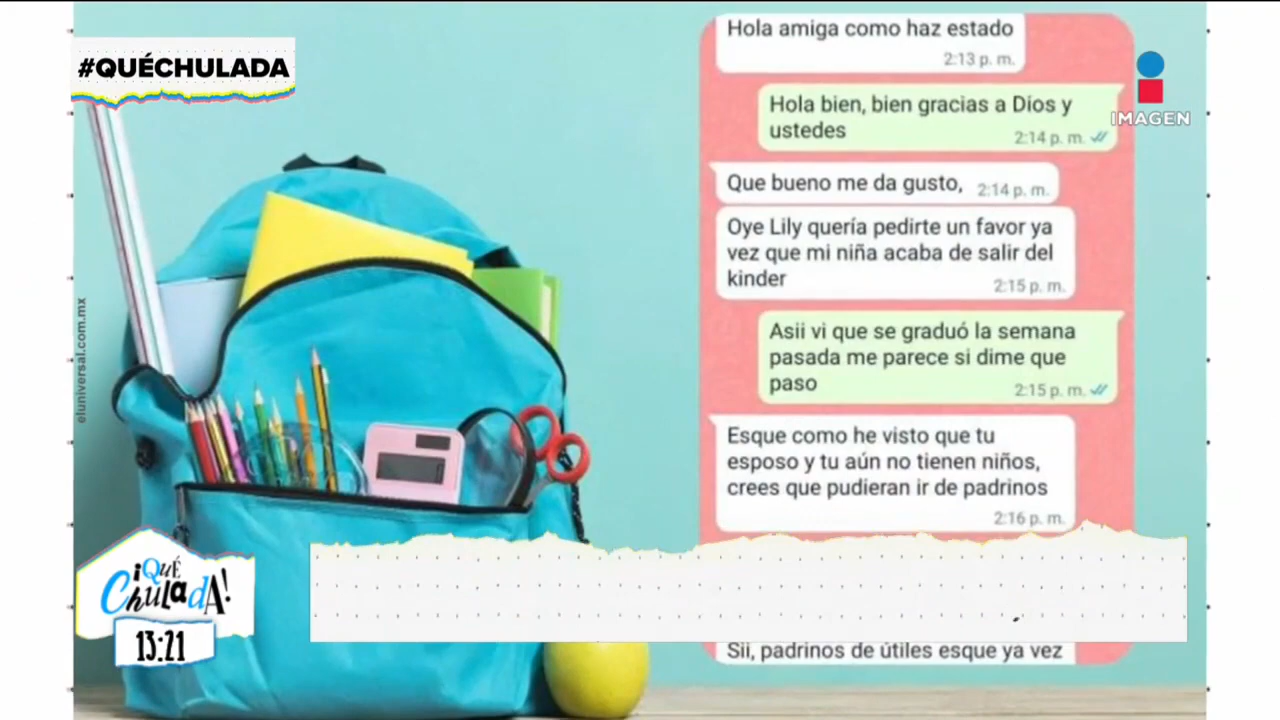 #QUÉCHULADA
Hola amiga como haz estado
2:13 p. m.
IMAGEN
Hola bien, bien gracias a Dios y
ustedes
2:14 p. m.
Que bueno me da gusto,
2:14 p. m.
Oye Lily quería pedirte un favor ya
vez que mi niña acaba de salir del
kinder
2:15 p. m.
Asii vi que se graduó la semana
pasada me parece si dime que
paso
2:15 p. m.
Esque como he visto que tu
esposo y tu aún no tienen niños,
crees que pudieran ir de padrinos
2:16 p. m.
Sii, padrinos de útiles esque ya vez
eluniversal.com.mx
¡QuÉ
ChuladA!
13:21